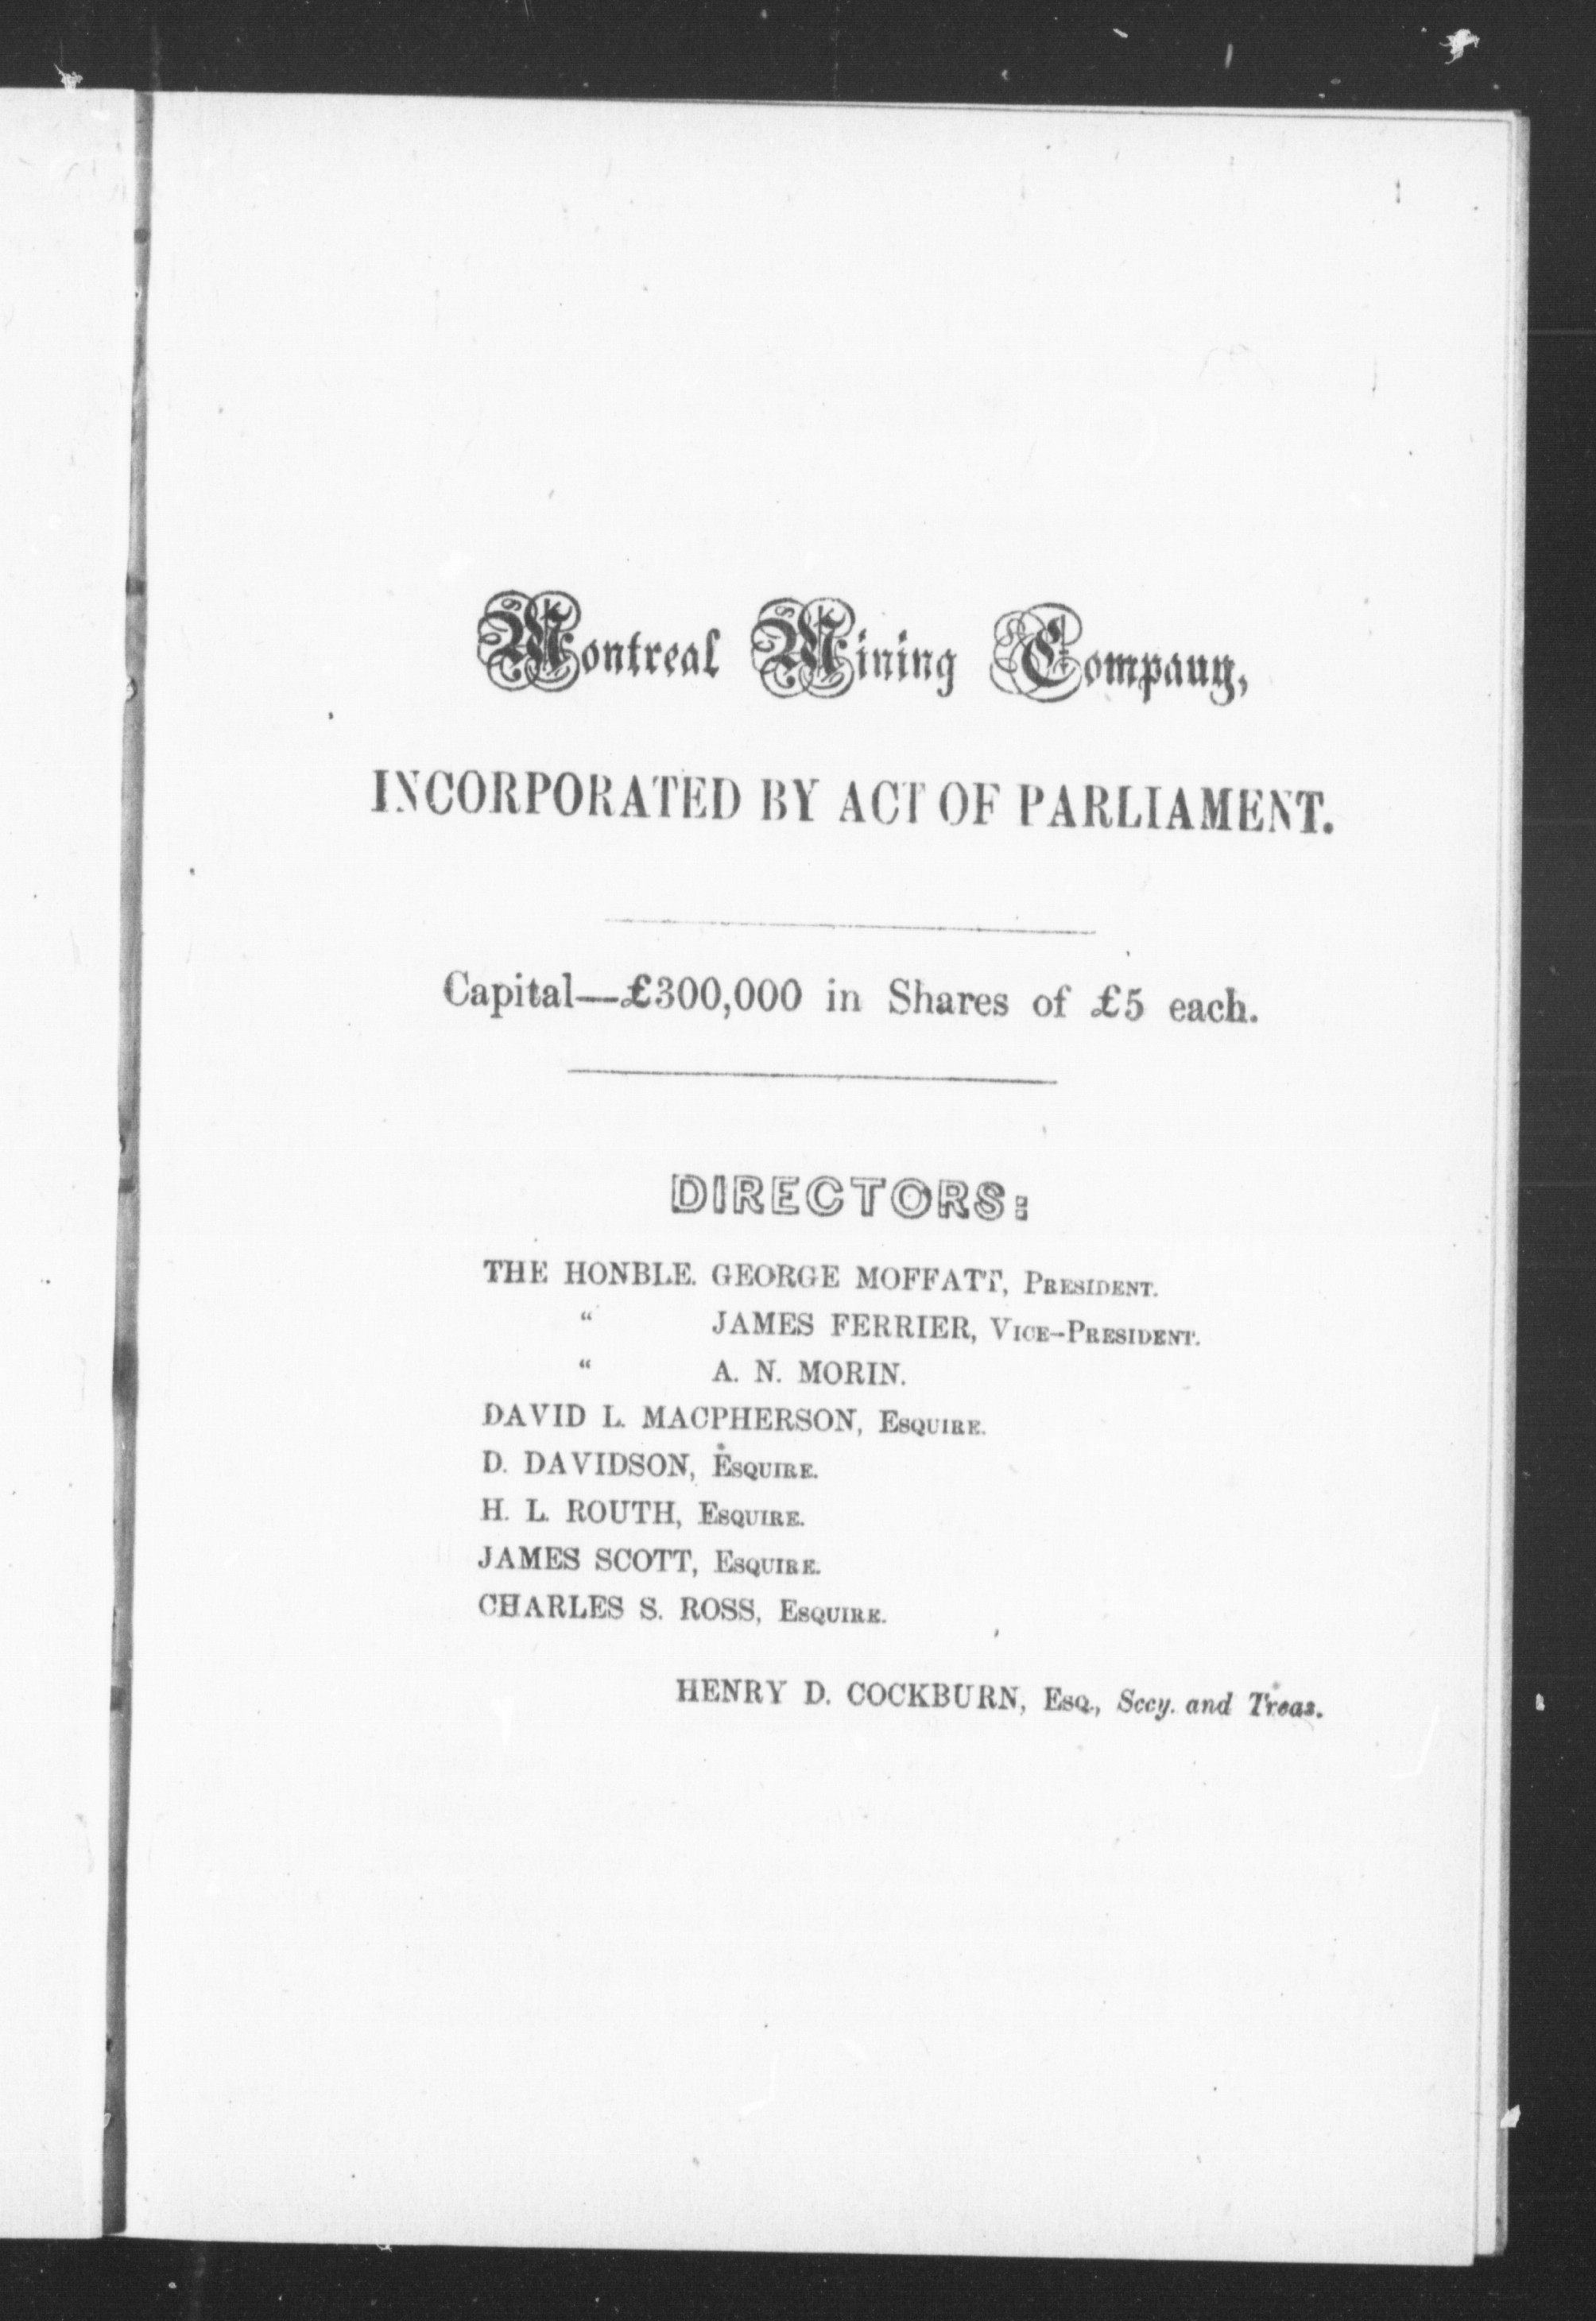 Montreal Mining Company,
INCORPORATED BY ACT OF PARLIAMENT.
Capital—£300,000 in Shares of £5 each.
DIRECTORS:
THE HONBLE. GEORGE MOFFATT, PRESIDENT.
“ JAMES FERRIER, VICE-PRESIDENT.
“ A. N. MORIN.
DAVID L. MACPHERSON, ESQUIRE.
D. DAVIDSON, ESQUIRE.
H. L. ROUTH, ESQUIRE.
JAMES SCOTT, ESQUIRE.
CHARLES S. ROSS, ESQUIRE.
HENRY D. COCKBURN, ESQ., Secy. and Treas.